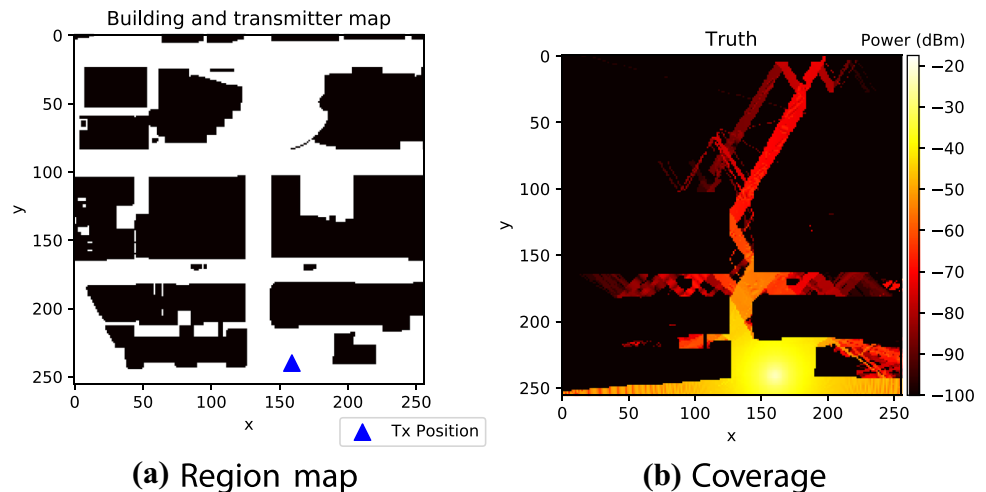 Building and transmitter map
0
50
100
150
200
250
y
0 50 100 150 200 250
x
Tx Position
(a) Region map
Truth
Power (dBm)
0
50
100
150
200
250
y
0 50 100 150 200 250
x
−20
−30
−40
−50
−60
−70
−80
−90
−100
(b) Coverage